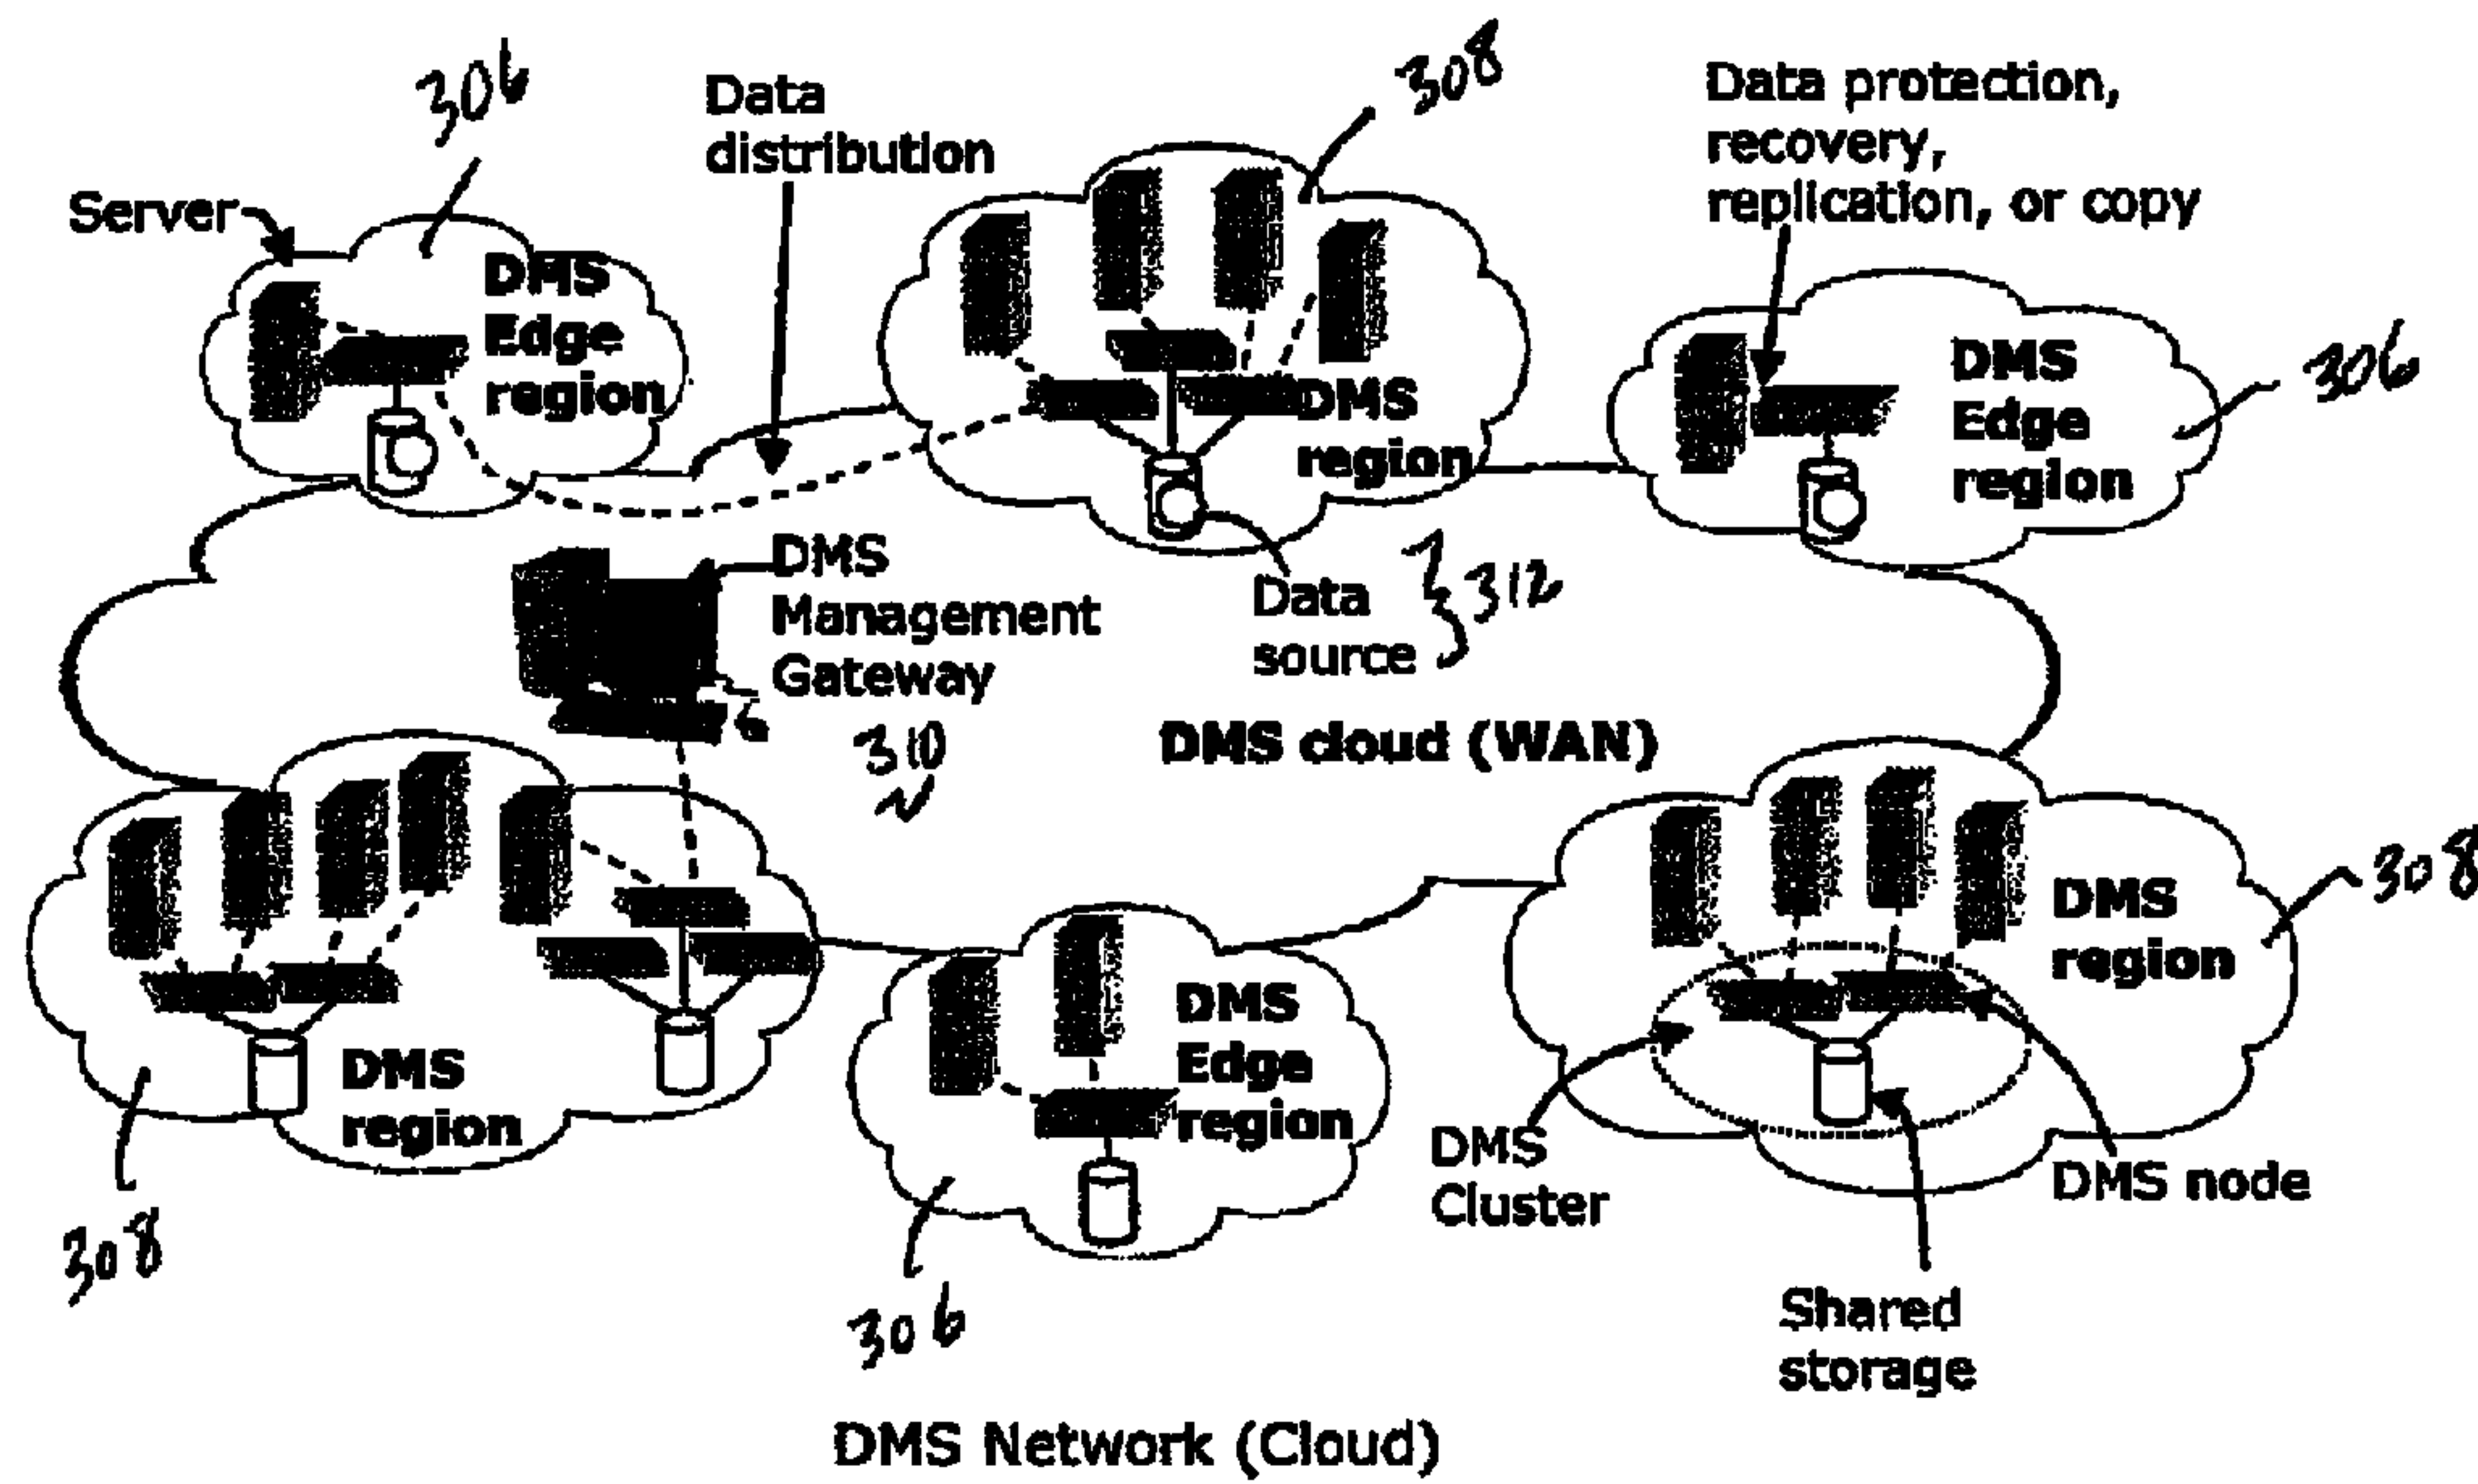 306
308
Data
distribution
Data protection,
recovery,
replication, or copy
Server
DMS
Edge
region
DMS
region
DMS
Edge
region
306
DMS
Management
Gateway
310
Data
source
312
DMS cloud (WAN)
DMS
region
308
DMS
Edge
region
306
DMS
region
308
DMS
Cluster
DMS node
Shared
storage
DMS Network (Cloud)